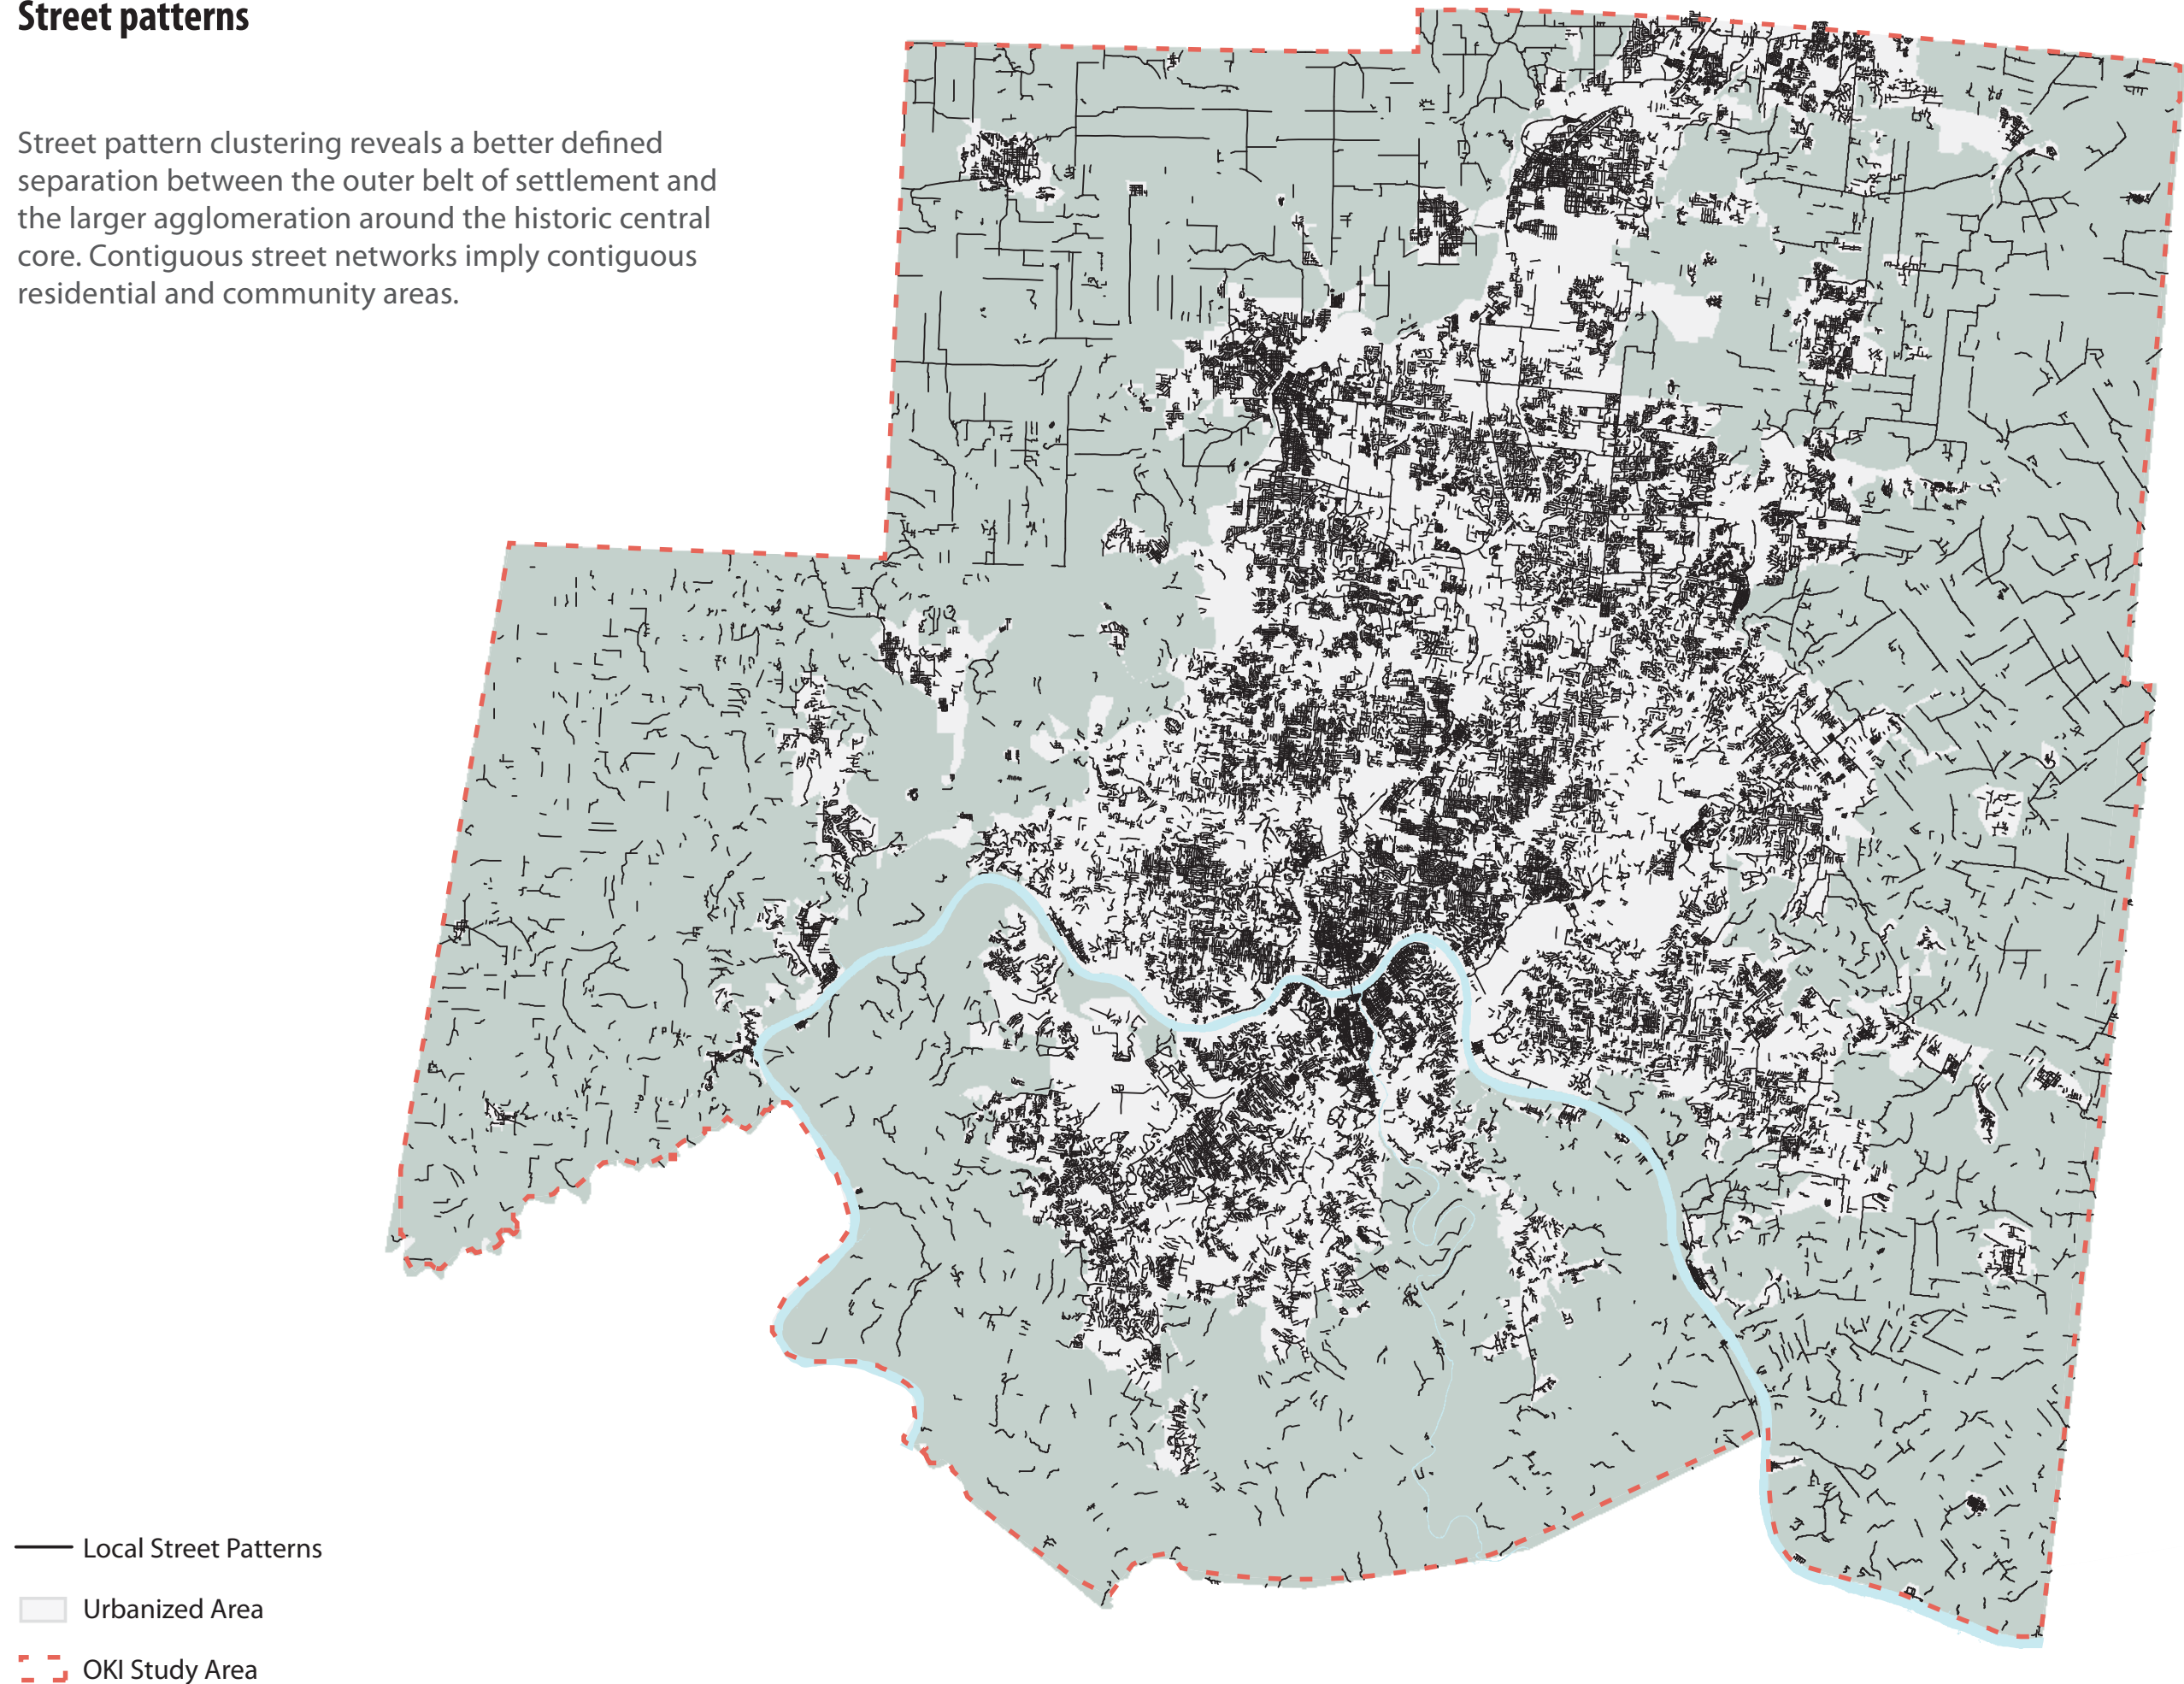 Street patterns
Street pattern clustering reveals a better defined
separation between the outer belt of settlement and
the larger agglomeration around the historic central
core. Contiguous street networks imply contiguous
residential and community areas.
Local Street Patterns
Urbanized Area
OKI Study Area